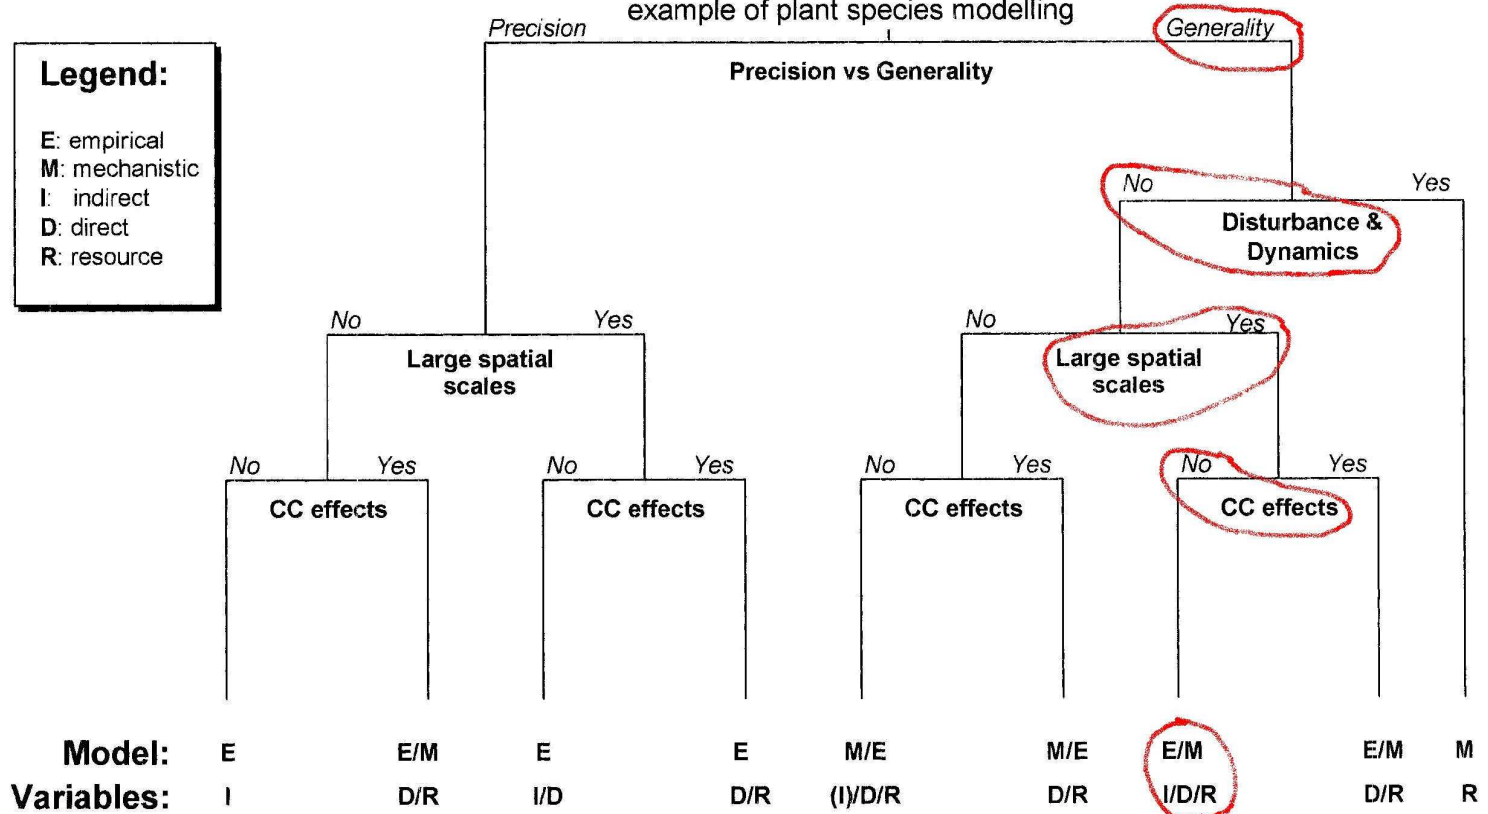 example of plant species modelling
Precision
Generality
Precision vs Generality
Legend:
E: empirical
M: mechanistic
I: indirect
D: direct
R: resource
No
Yes
Disturbance &
Dynamics
No
Yes
Large spatial
scales
No
Yes
Large spatial
scales
No
Yes
CC effects
No
Yes
CC effects
No
Yes
CC effects
No
Yes
CC effects
Model: E E/M E E M/E M/E E/M E/M M
Variables: I D/R I/D D/R (I)/D/R D/R I/D/R D/R R